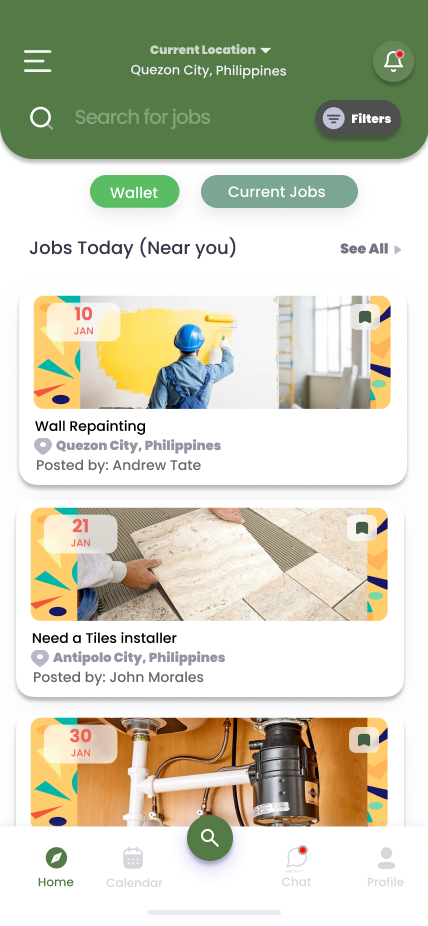 Current Location
Quezon City, Philippines
Search for jobs
Filters
Wallet
Current Jobs
Jobs Today (Near you)
See All
10
JAN
Wall Repainting
Quezon City, Philippines
Posted by: Andrew Tate
21
JAN
Need a Tiles installer
Antipolo City, Philippines
Posted by: John Morales
30
JAN
Home
Calendar
Chat
Profile